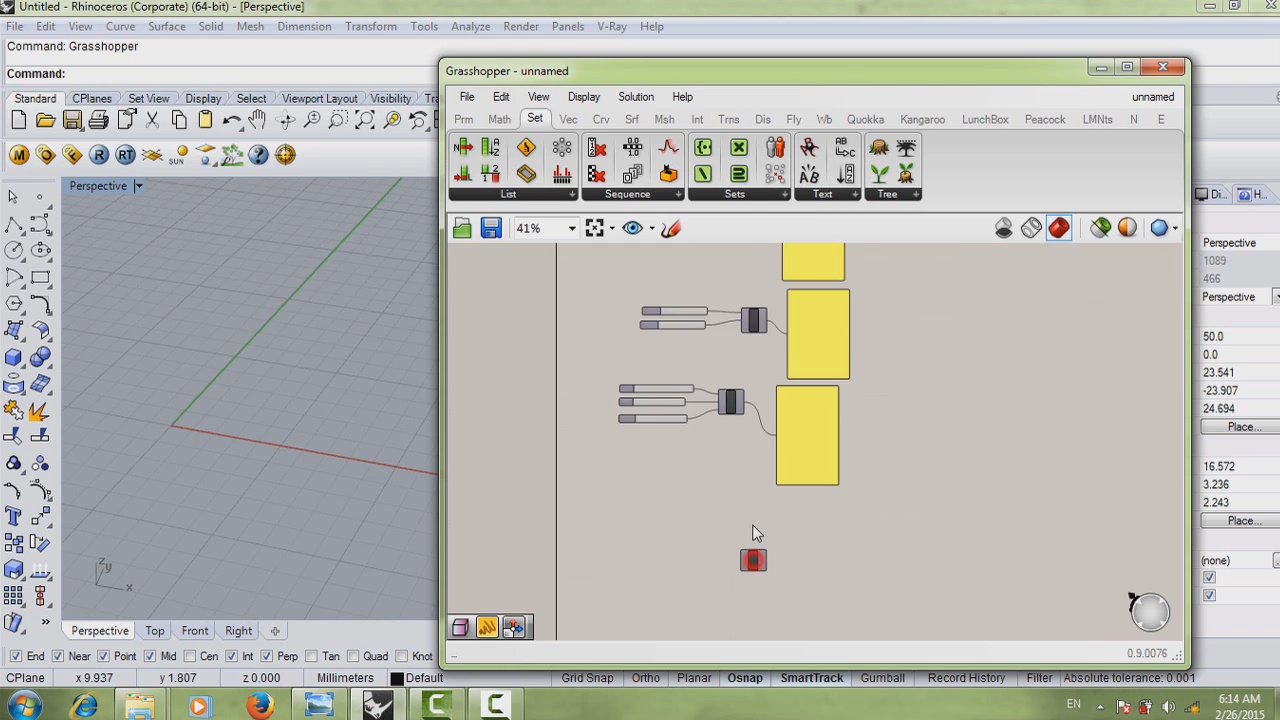 Untitled - Rhinoceros (Corporate) (64-bit) - [Perspective]
File Edit View Curve Surface Solid Mesh Dimension Transform Tools Analyze Render Panels V-Ray Help
Command: Grasshopper
Command:
Standard CPlanes Set View Display Select Viewport Layout Visibility
Perspective
Grasshopper - unnamed
File Edit View Display Solution Help unnamed
Prm Math Set Vec Crv Srf Msh Int Trns Dis Fly Wb Quokka Kangaroo LunchBox Peacock LMNts N E
List Sequence Sets Text Tree
41%
0.9.0076
Di... H...
Perspective
1089
466
Perspective
50.0
0.0
23.541
-23.907
24.694
Place...
16.572
3.236
2.243
Place...
(none)
z y
x
Perspective Top Front Right
End Near Point Mid Cen Int Perp Tan Quad Knot
CPlane x 9.937 y 1.807 z 0.000 Millimeters Default Grid Snap Ortho Planar Osnap SmartTrack Gumball Record History Filter Absolute tolerance: 0.001
EN 6:14 AM
2/26/2015